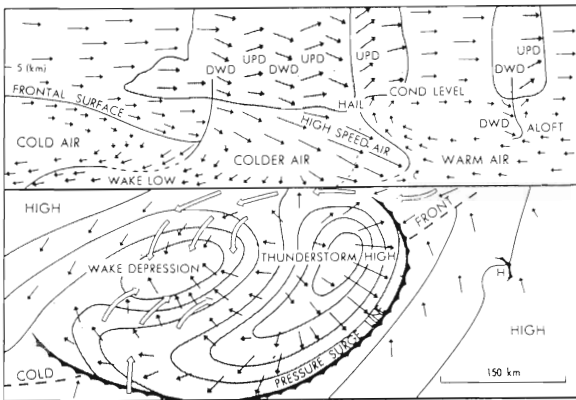 UPD UPD UPD UPD
5 (km) DWD DWD DWD
FRONTAL SURFACE
COND LEVEL
HAIL
HIGH SPEED AIR
DWD ALOFT
COLD AIR
COLDER AIR
WARM AIR
WAKE LOW
HIGH
FRONT
WAKE DEPRESSION
THUNDERSTORM HIGH
H
HIGH
PRESSURE SURGE LINE
COLD
150 km